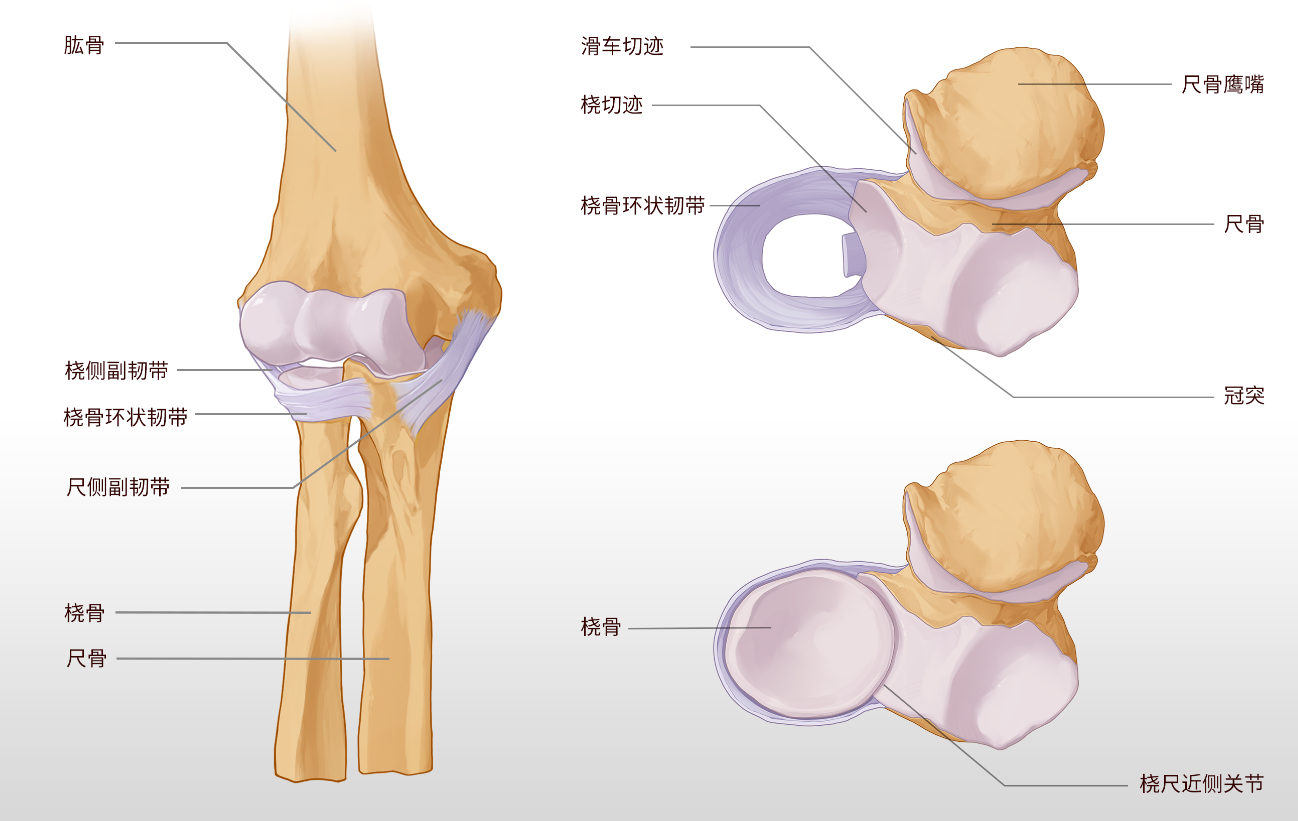 肱骨
桡侧副韧带
桡骨环状韧带
尺侧副韧带
桡骨
尺骨
滑车切迹
桡切迹
桡骨环状韧带
尺骨鹰嘴
尺骨
冠突
桡骨
桡尺近侧关节